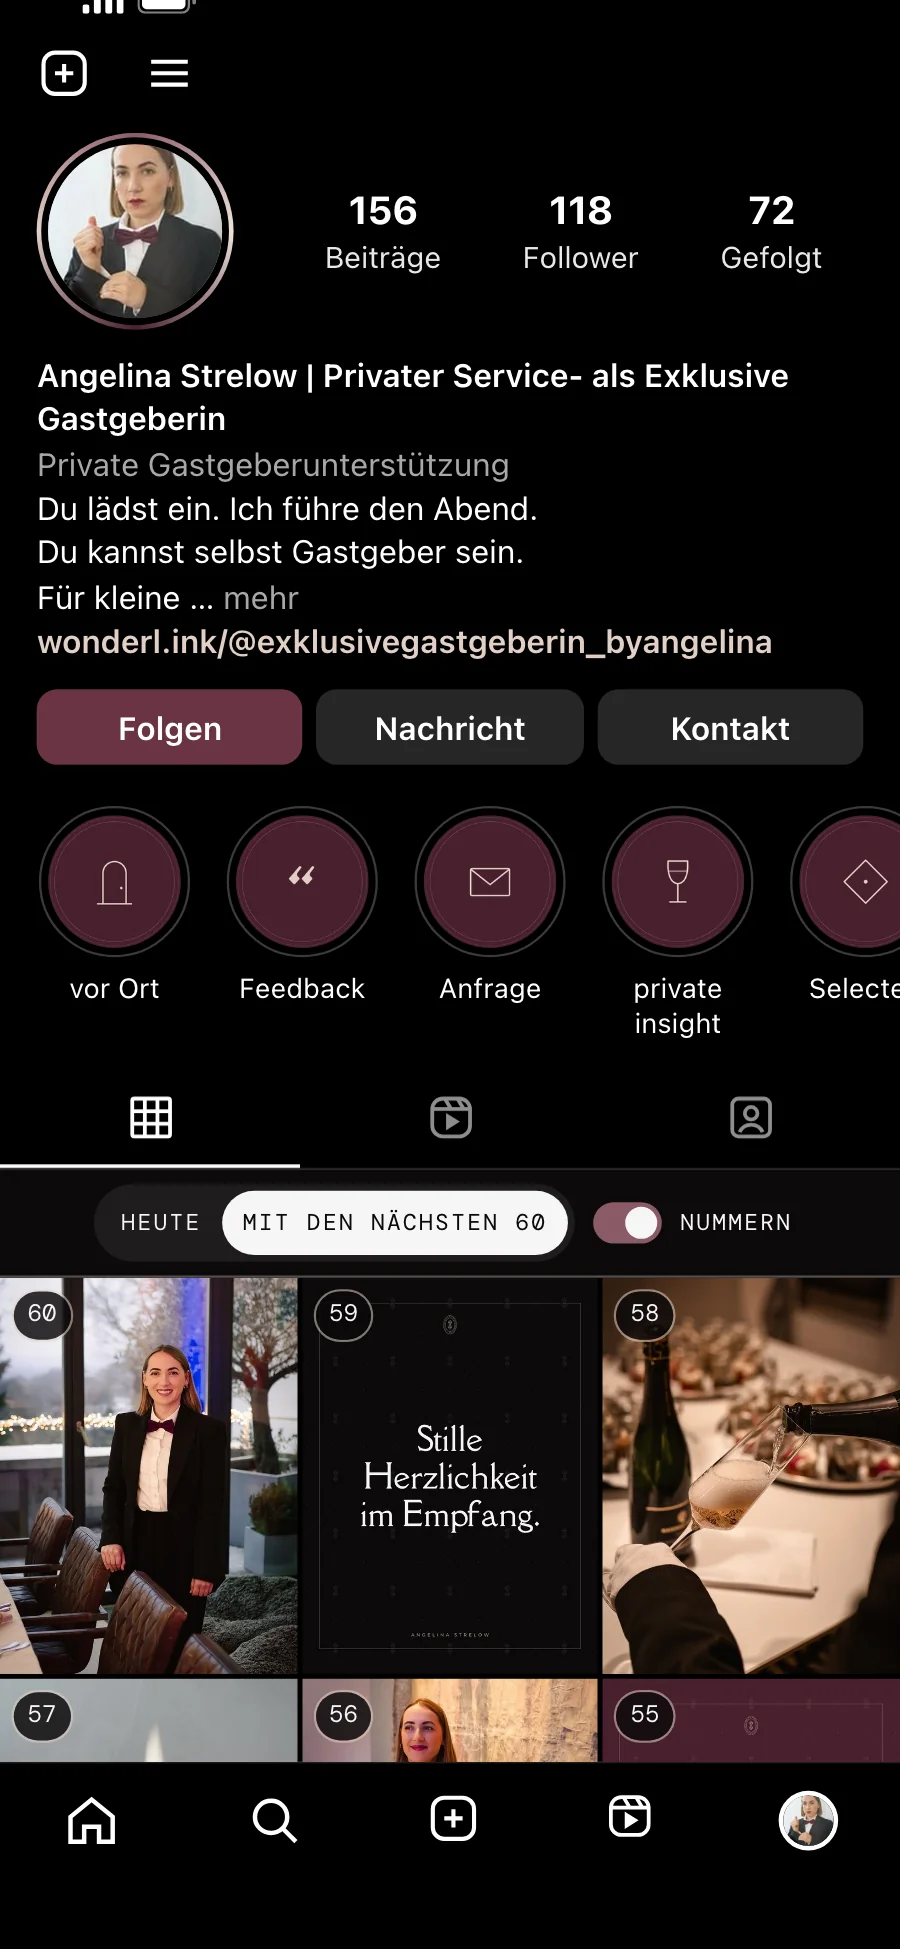 156
118
72
Beiträge
Follower
Gefolgt
Angelina Strelow | Privater Service- als Exklusive
Gastgeberin
Private Gastgeberunterstützung
Du lädst ein. Ich führe den Abend.
Du kannst selbst Gastgeber sein.
Für kleine ... mehr
wonderl.ink/@exklusivegastgeberin_byangelina
Folgen
Nachricht
Kontakt
“
vor Ort
Feedback
Anfrage
private
insight
Selecte
HEUTE
MIT DEN NÄCHSTEN 60
NUMMERN
60
59
58
Stille
Herzlichkeit
im Empfang.
ANGELINA STRELOW
57
56
55